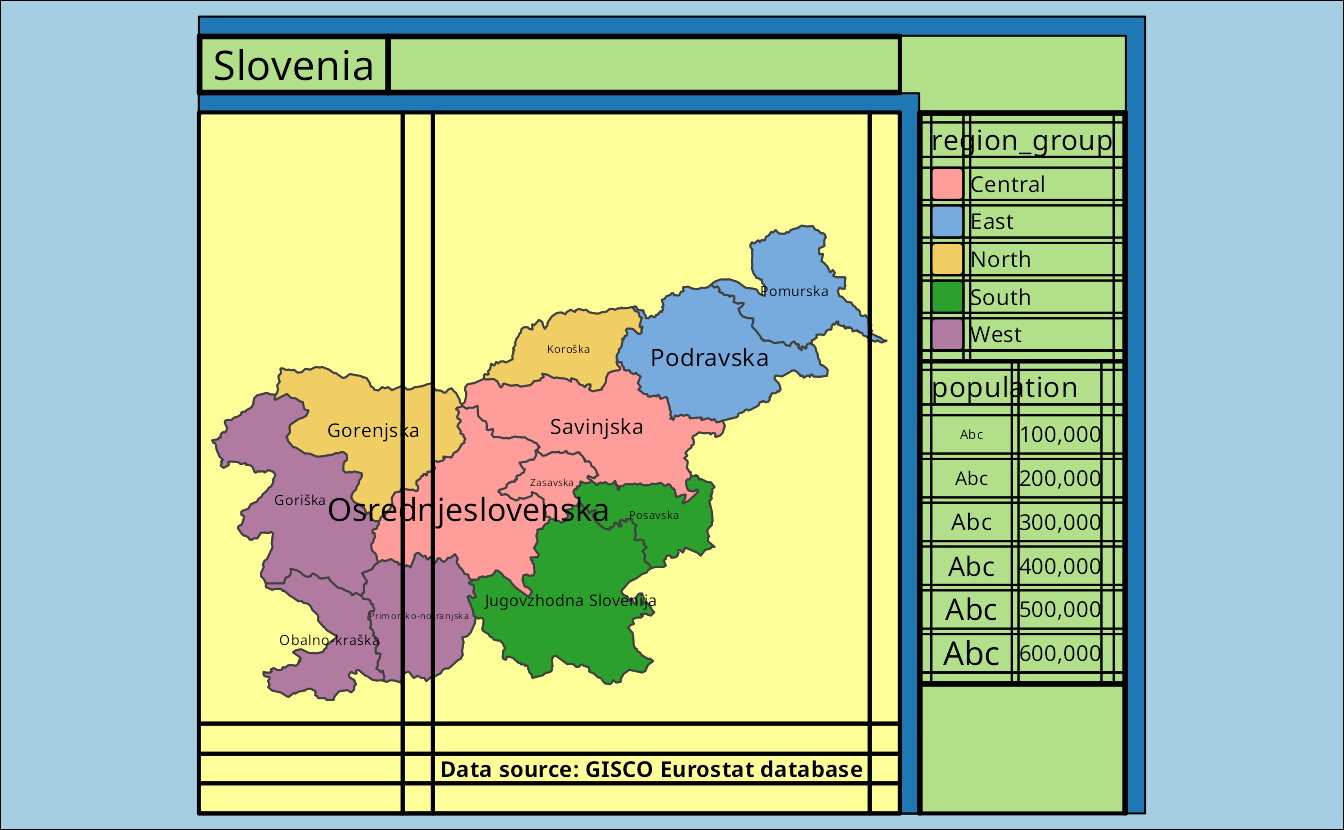 Slovenia
region_group
Central
East
North
South
West
population
Abc 100,000
Abc 200,000
Abc 300,000
Abc 400,000
Abc 500,000
Abc 600,000
Pomurska
Koroška
Podravska
Gorenjska
Savinjska
Zasavska
Goriška
Osrednjeslovenska
Posavska
Jugovzhodna Slovenija
Primorsko-notranjska
Obalno-kraška
Data source: GISCO Eurostat database